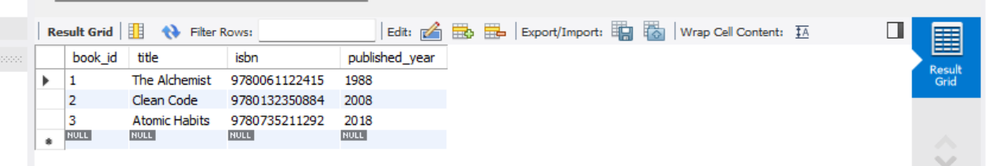 Result Grid Filter Rows: Edit: Export/Import: Wrap Cell Content: IA
Result Grid
book_id title isbn published_year
1 The Alchemist 9780061122415 1988
2 Clean Code 9780132350884 2008
3 Atomic Habits 9780735211292 2018
NULL NULL NULL NULL